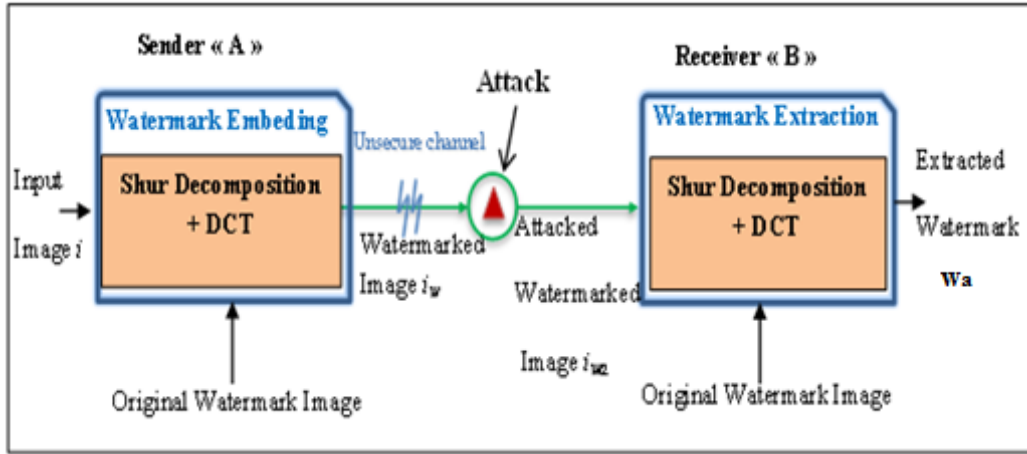 Sender « A »
Receiver « B »
Attack
Watermark Embeding
Unsecure channel
Watermark Extraction
Input
Image i
Shur Decomposition
+ DCT
Watermarked
Image iw
Attacked
Watermarked
Image iw2
Shur Decomposition
+ DCT
Extracted
Watermark
Wa
Original Watermark Image
Original Watermark Image